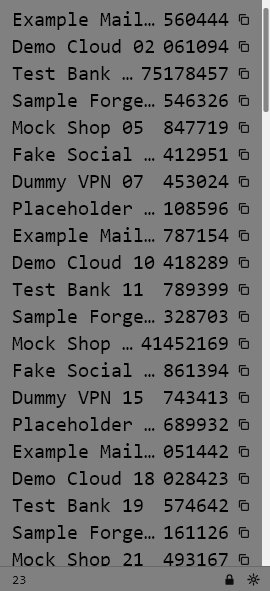 Example Mail… 560444
Demo Cloud 02 061094
Test Bank … 75178457
Sample Forge… 546326
Mock Shop 05 847719
Fake Social … 412951
Dummy VPN 07 453024
Placeholder … 108596
Example Mail… 787154
Demo Cloud 10 418289
Test Bank 11 789399
Sample Forge… 328703
Mock Shop … 41452169
Fake Social … 861394
Dummy VPN 15 743413
Placeholder … 689932
Example Mail… 051442
Demo Cloud 18 028423
Test Bank 19 574642
Sample Forge… 161126
Mock Shop 21 493167
23